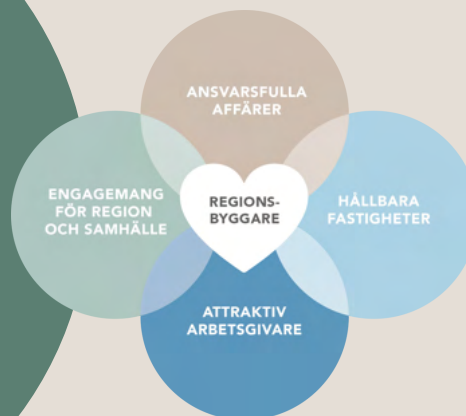 ANSVARSFULLA
AFFÄRER
ENGAGEMANG
FÖR REGION
OCH SAMHÄLLE
REGIONS-
BYGGARE
HÅLLBARA
FASTIGHETER
ATTRAKTIV
ARBETSGIVARE